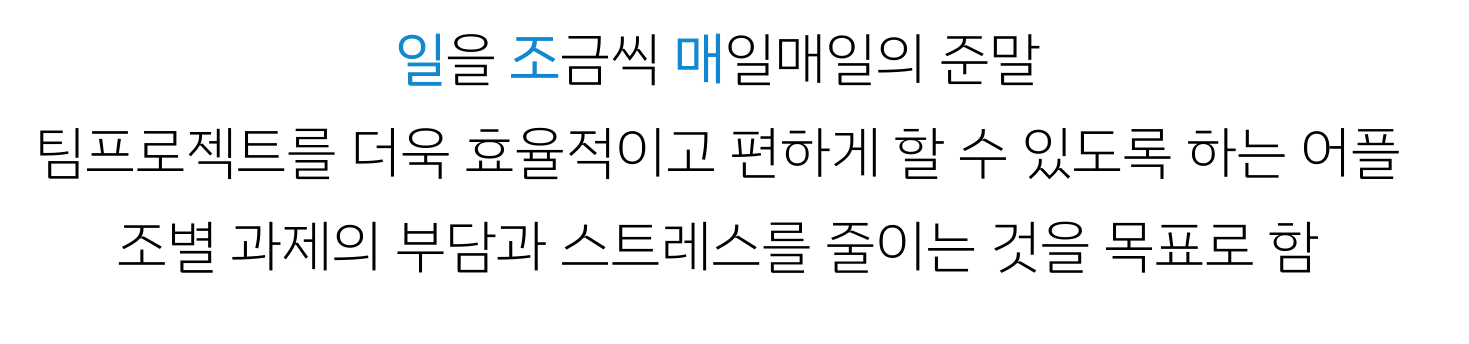 일을 조금씩 매일매일의 준말
팀프로젝트를 더욱 효율적이고 편하게 할 수 있도록 하는 어플
조별 과제의 부담과 스트레스를 줄이는 것을 목표로 함